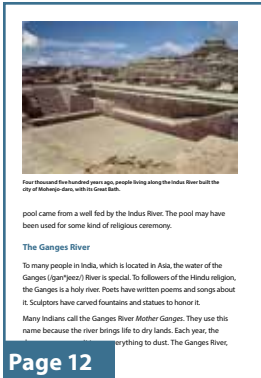 Four thousand five hundred years ago, people living along the Indus River built the
city of Mohenjo-daro, with its Great Bath.
pool came from a well fed by the Indus River. The pool may have
been used for some kind of religious ceremony.
The Ganges River
To many people in India, which is located in Asia, the water of the
Ganges (/gan*jeez/) River is special. To followers of the Hindu religion,
the Ganges is a holy river. Poets have written poems and songs about
it. Sculptors have carved fountains and statues to honor it.
Many Indians call the Ganges River Mother Ganges. They use this
name because the river brings life to dry lands. Each year, the
everything to dust. The Ganges River,
Page 12